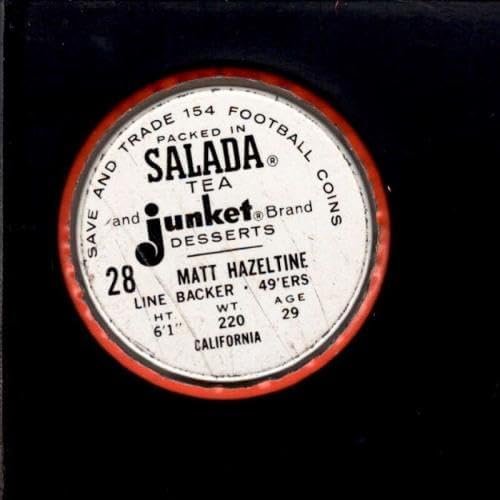 SAVE AND TRADE 154 FOOTBALL COINS
PACKED IN
SALADA®
TEA
and Junket® Brand
DESSERTS
28 MATT HAZELTINE
LINE BACKER · 49'ERS
HT. WT. AGE
6'1" 220 29
CALIFORNIA